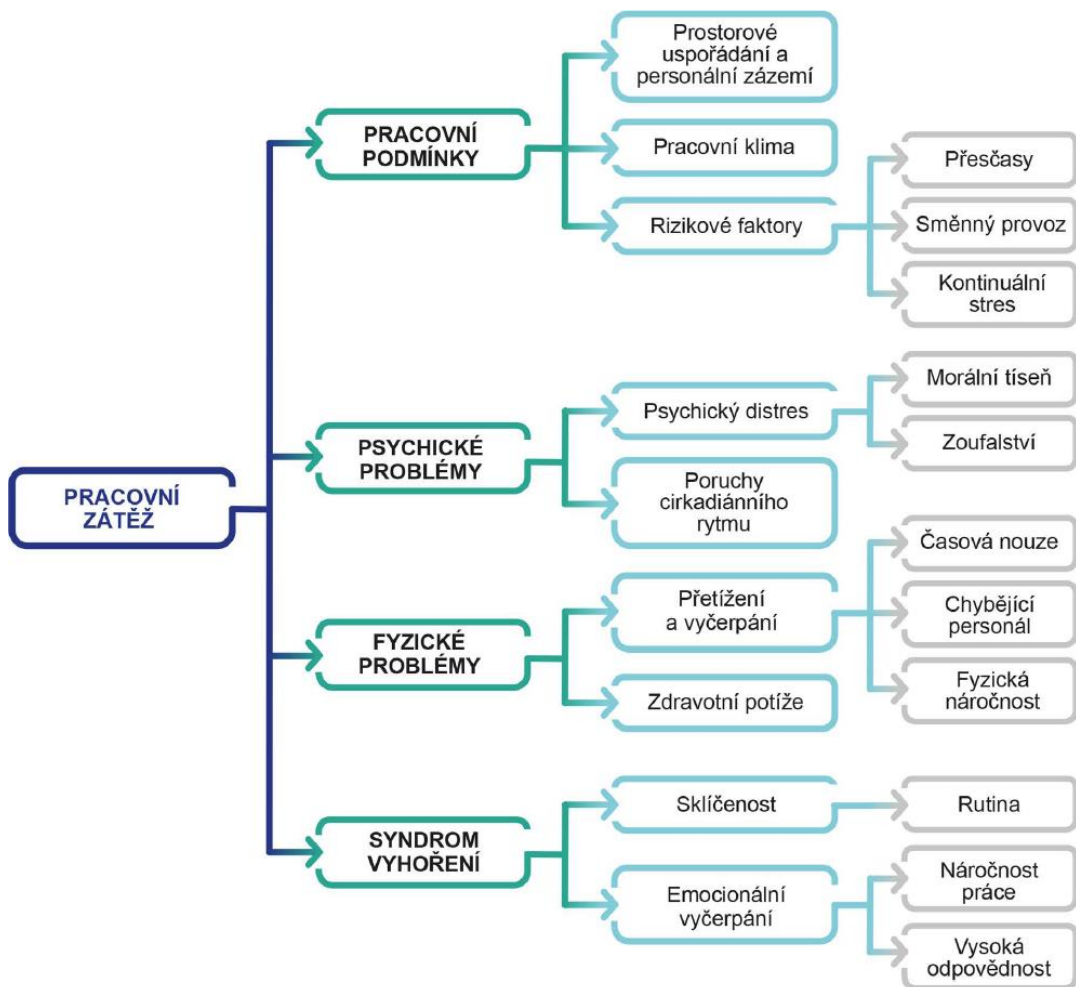 PRACOVNÍ
ZÁTĚŽ
PRACOVNÍ
PODMÍNKY
Prostorové
uspořádání a
personální zázemí
Pracovní klima
Rizikové faktory
Přesčasy
Směnný provoz
Kontinuální
stres
PSYCHICKÉ
PROBLÉMY
Psychický distres
Morální tíseň
Zoufalství
Poruchy
cirkadiánního
rytmu
FYZICKÉ
PROBLÉMY
Přetížení
a vyčerpání
Časová nouze
Chybějící
personál
Fyzická
náročnost
Zdravotní potíže
SYNDROM
VYHOŘENÍ
Sklíčenost
Rutina
Emocionální
vyčerpání
Náročnost
práce
Vysoká
odpovědnost